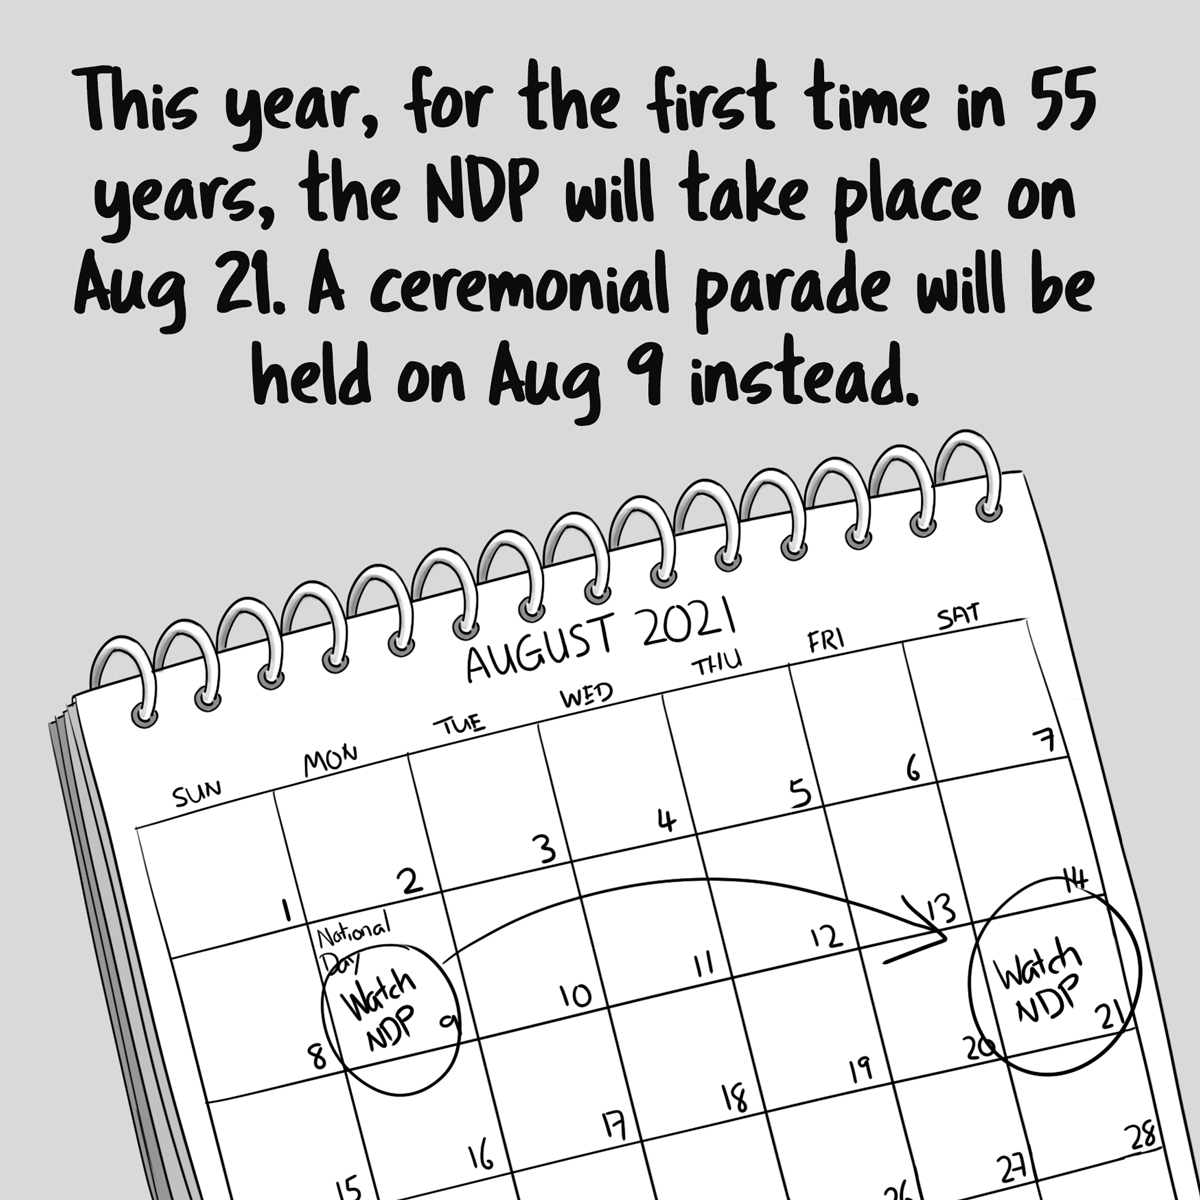 This year, for the first time in 55
years, the NDP will take place on
Aug 21. A ceremonial parade will be
held on Aug 9 instead.
AUGUST 2021
SUN MON TUE WED THU FRI SAT
1 2 3 4 5 6 7
National
Day
Watch
NDP
8 9 10 11 12 13 14
Watch
NDP
15 16 17 18 19 20 21
26 27 28